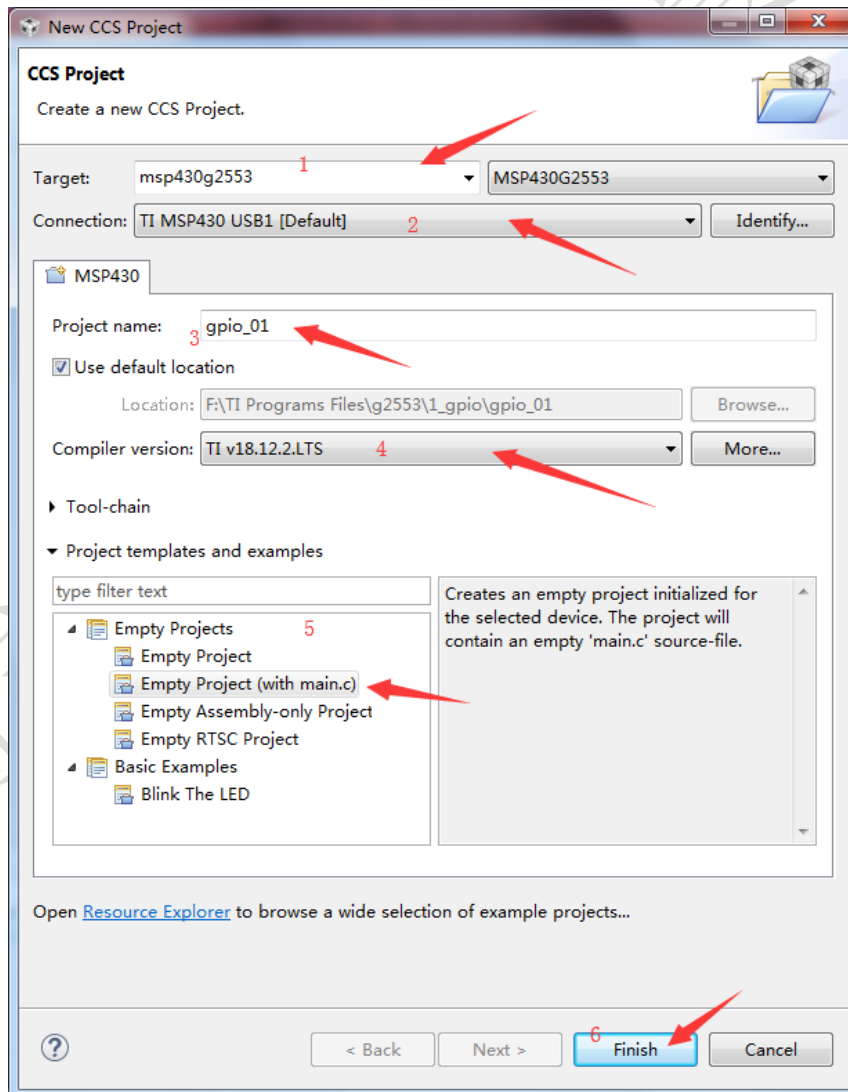 New CCS Project
CCS Project
Create a new CCS Project.
1
Target: msp430g2553 MSP430G2553
Connection: TI MSP430 USB1 [Default] 2 Identify...
MSP430
Project name: 3 gpio_01
Use default location
Location: F:\TI Programs Files\g2553\1_gpio\gpio_01 Browse...
Compiler version: TI v18.12.2.LTS 4 More...
Tool-chain
Project templates and examples
type filter text
Empty Projects 5
Empty Project
Empty Project (with main.c)
Empty Assembly-only Project
Empty RTSC Project
Basic Examples
Blink The LED
Creates an empty project initialized for
the selected device. The project will
contain an empty 'main.c' source-file.
Open Resource Explorer to browse a wide selection of example projects...
? < Back Next > 6 Finish Cancel